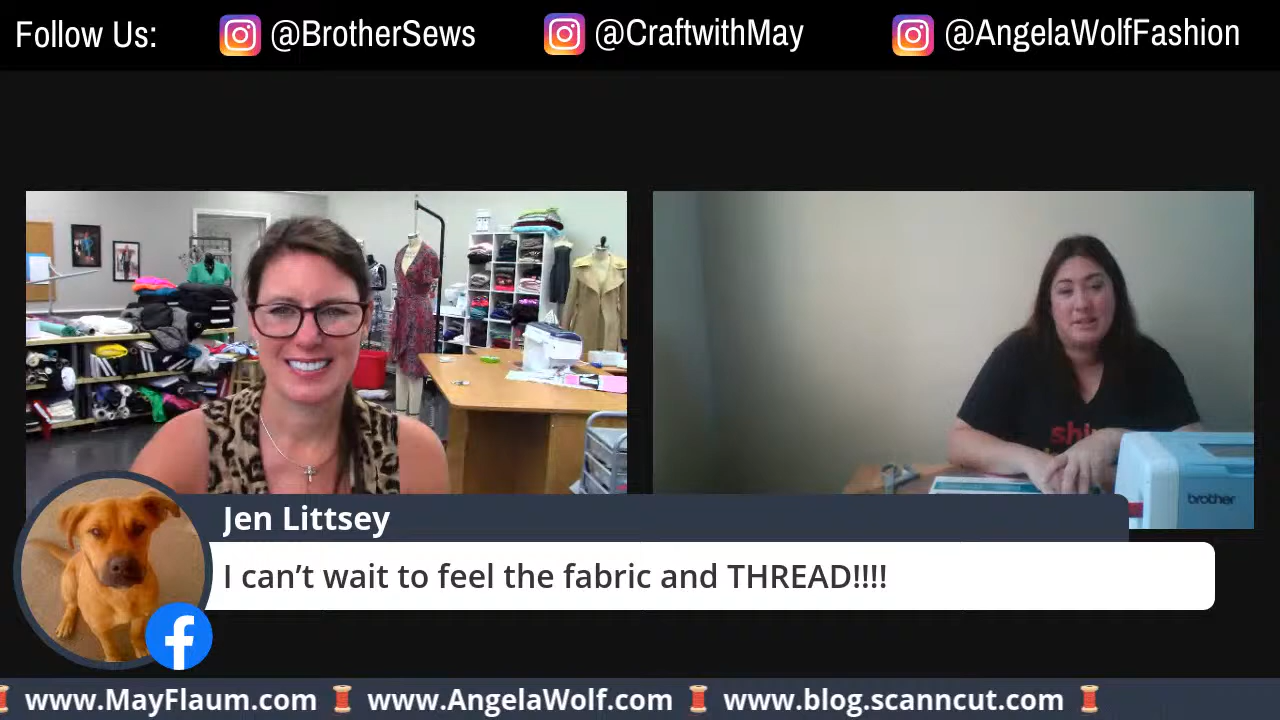 Follow Us: @BrotherSews @CraftwithMay @AngelaWolfFashion
brother
Jen Littsey
I can’t wait to feel the fabric and THREAD!!!!
www.MayFlaum.com www.AngelaWolf.com www.blog.scanncut.com